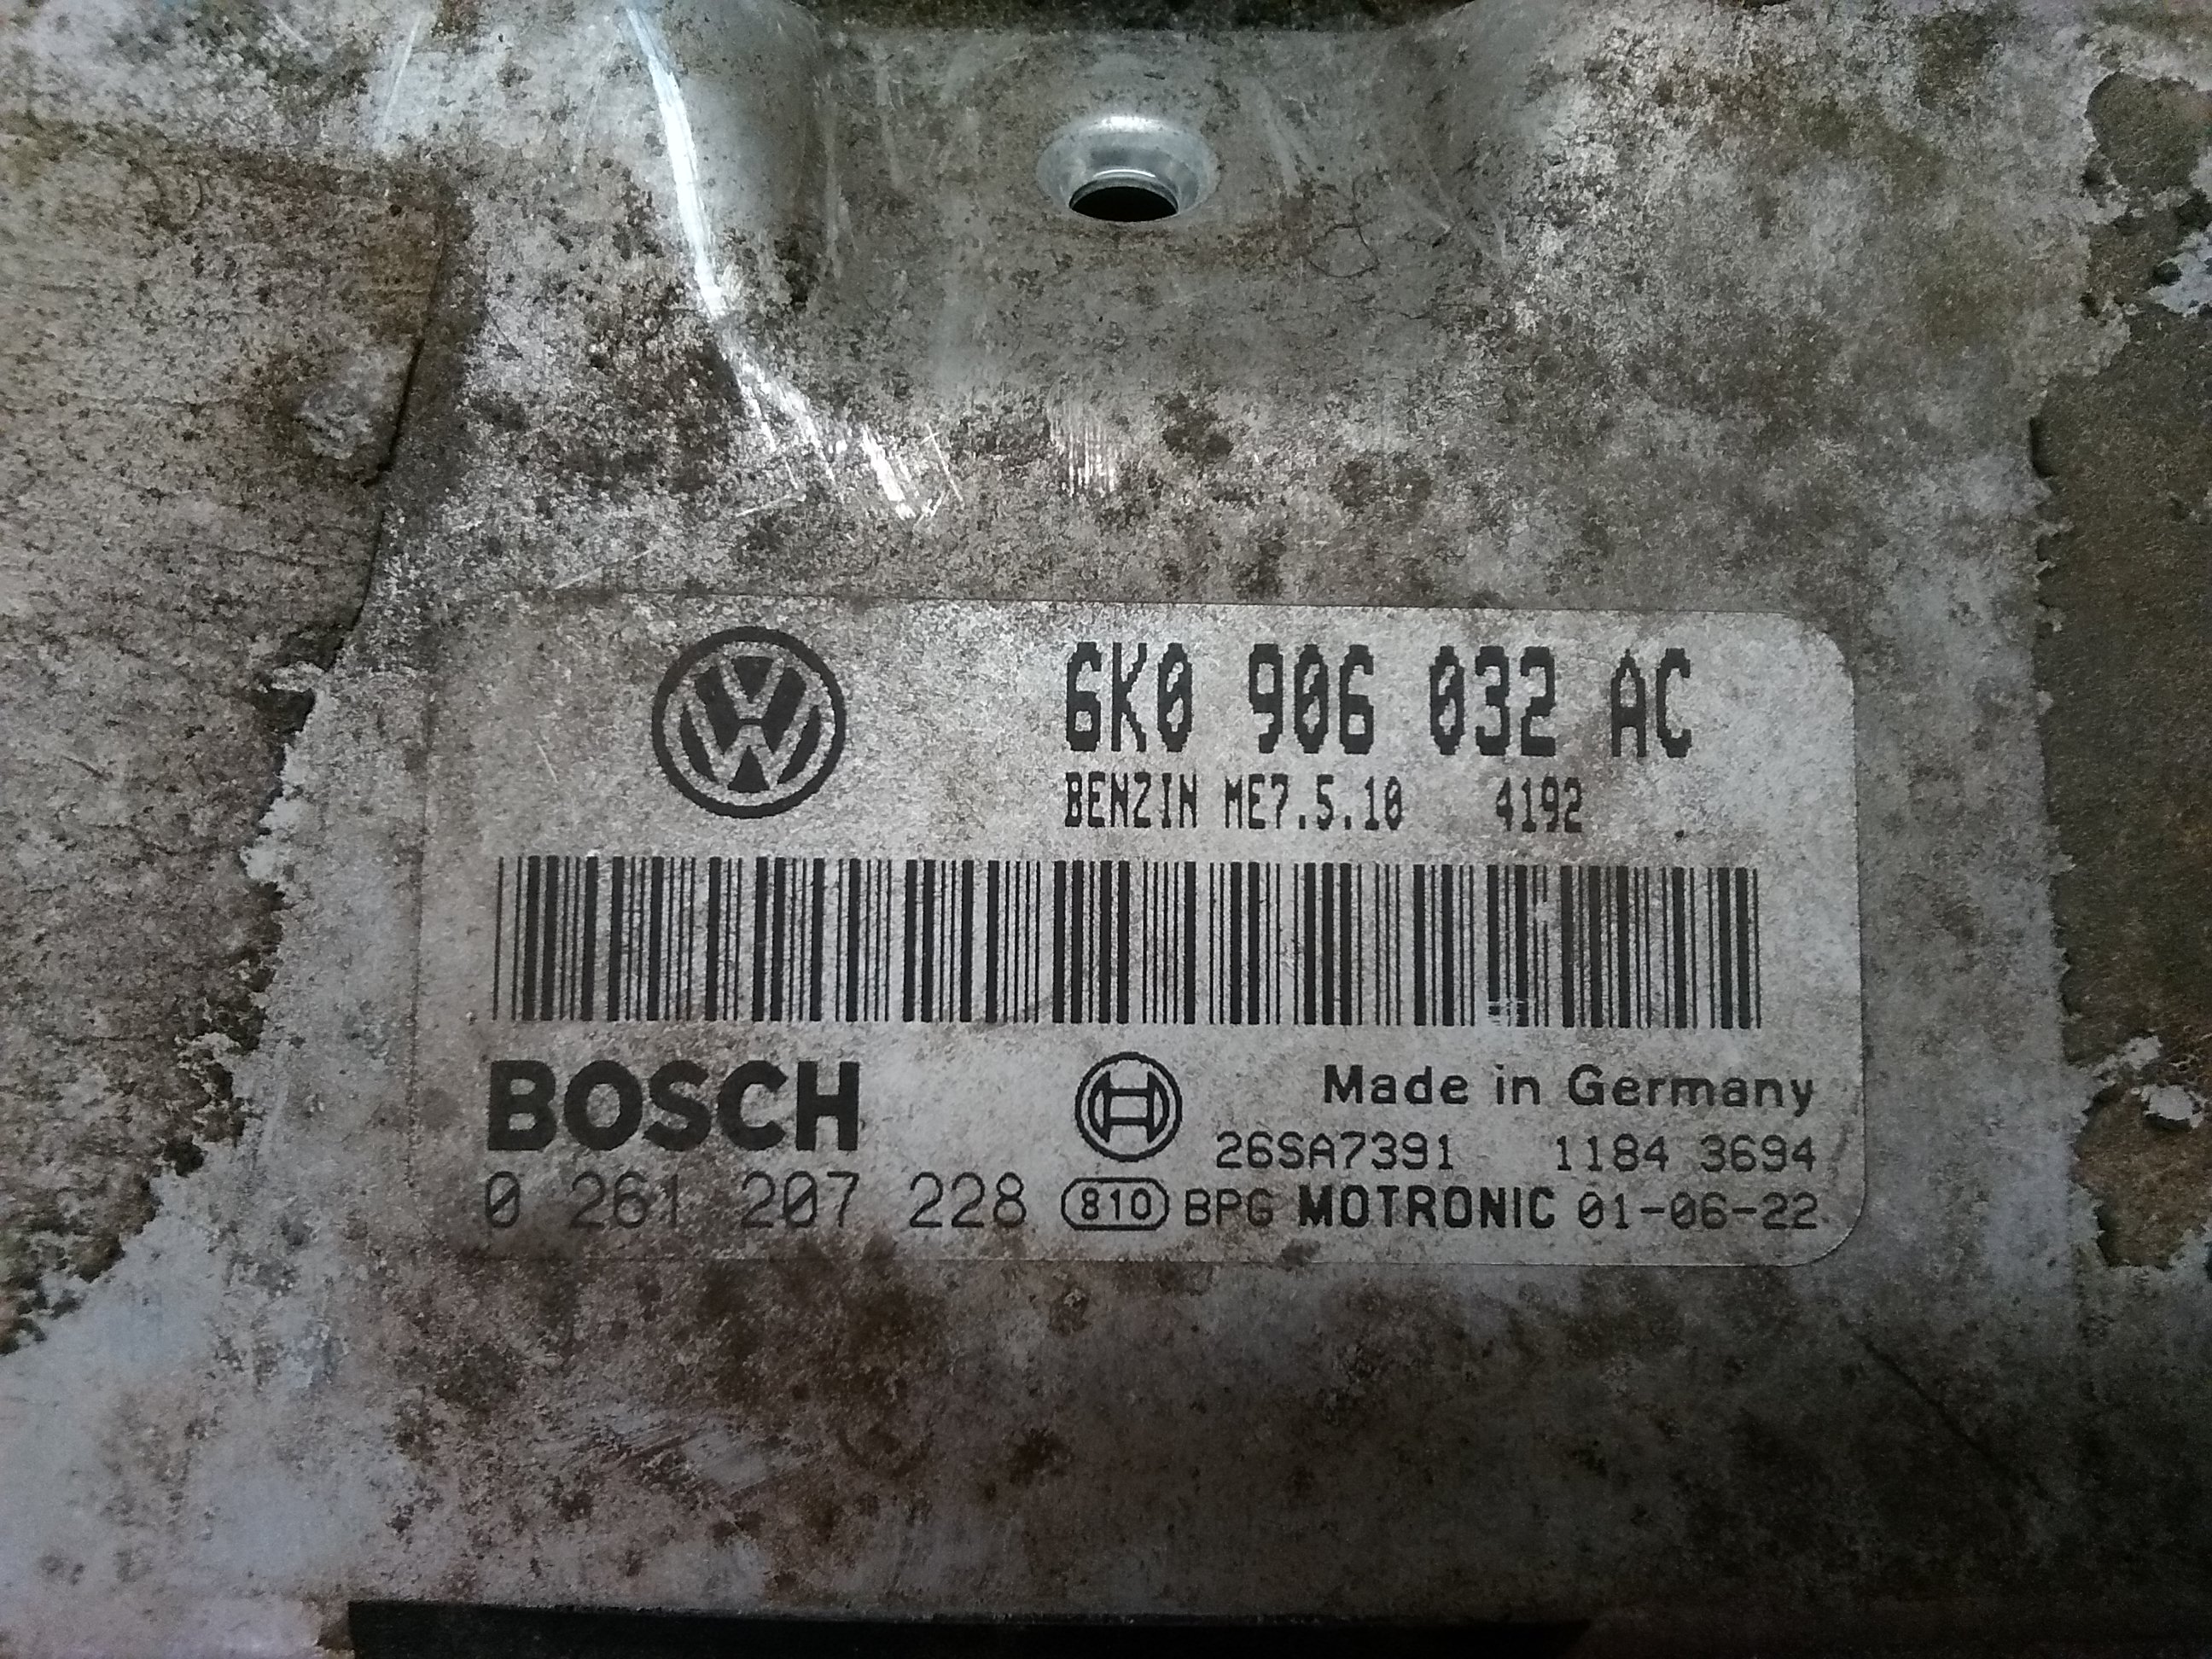 6K0 906 032 AC
BENZIN ME7.5.10 4192
BOSCH
Made in Germany
26SA7391 1184 3694
0 261 207 228 810 BPG MOTRONIC 01-06-22